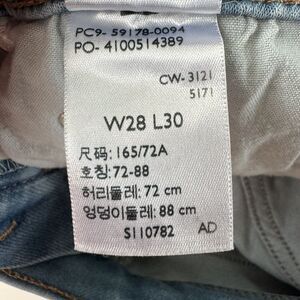 PC9- 59178-0094
PO- 4100514389
CW-3121
5171
W28 L30
尺码: 165/72A
호칭: 72-88
허리둘레: 72 cm
엉덩이둘레: 88 cm
S110782 AD